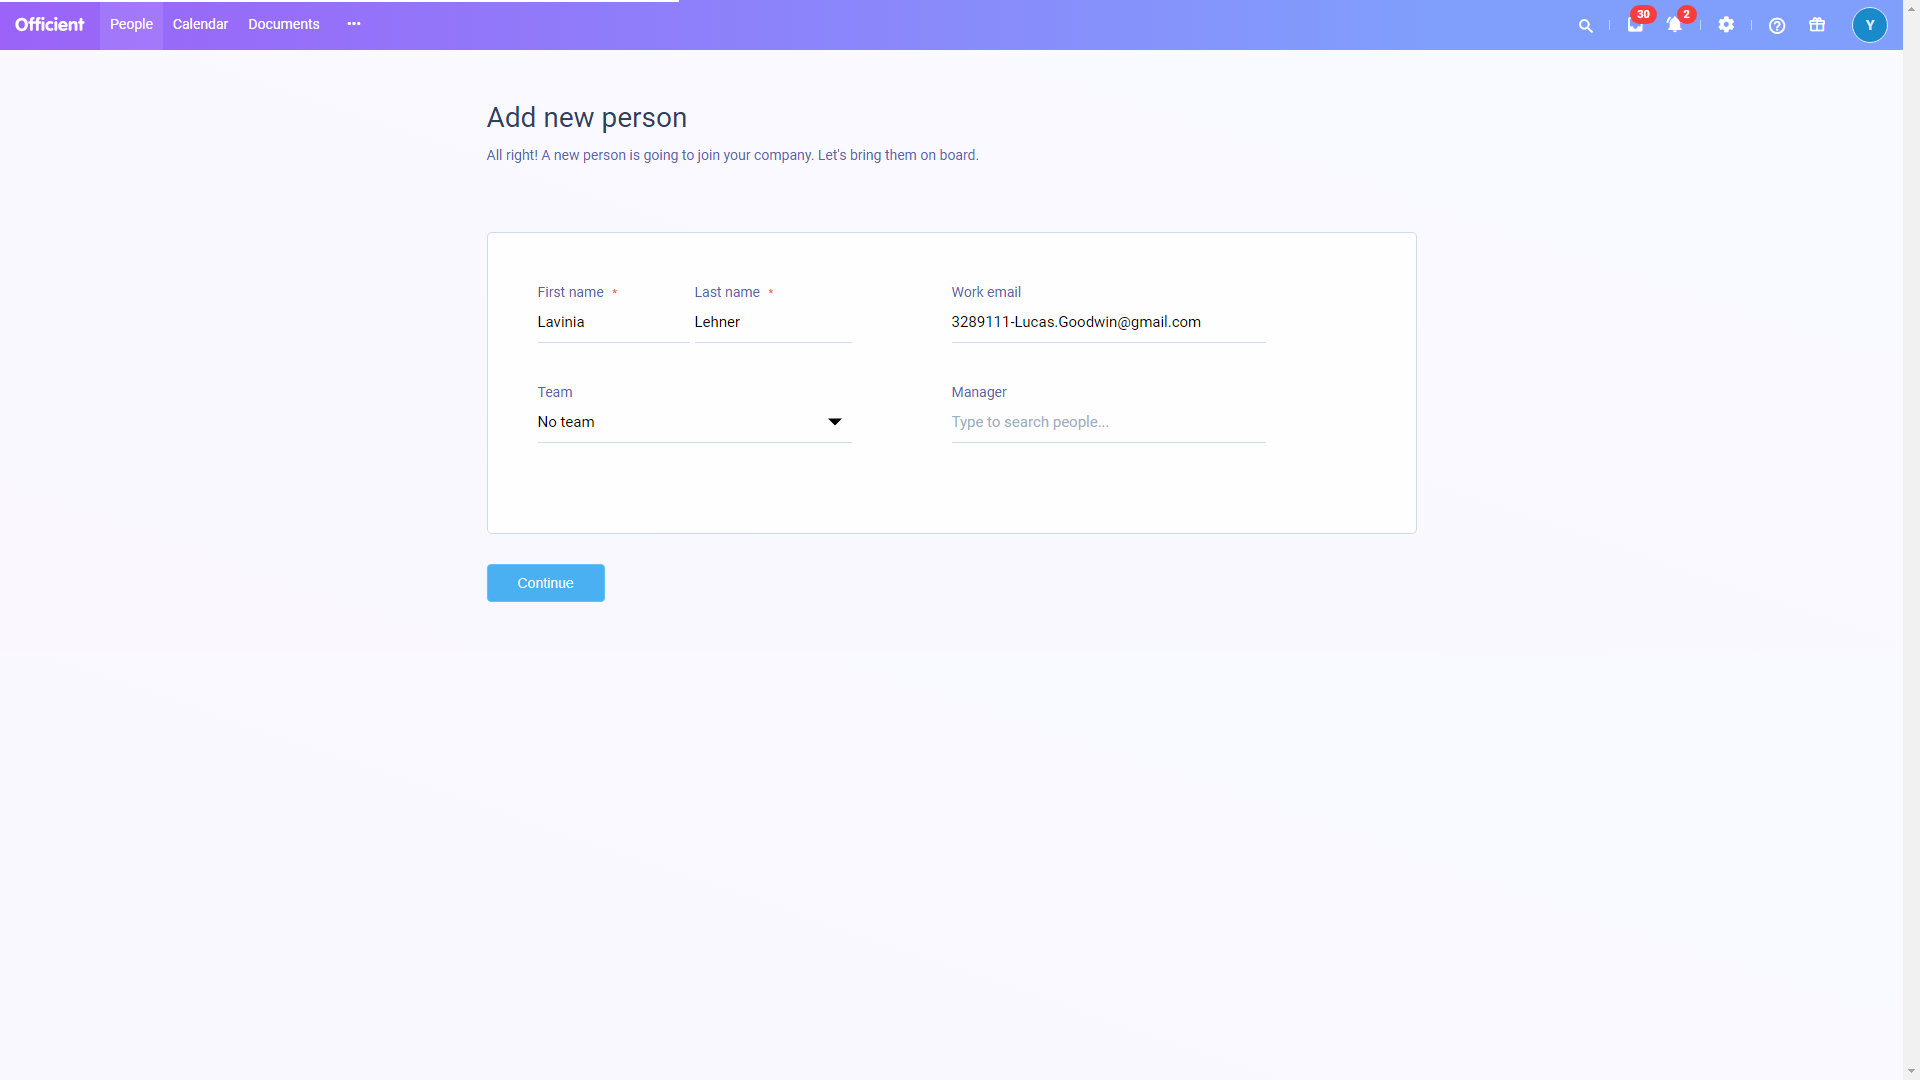 Officient People Calendar Documents ... 30 2 Y
Add new person
All right! A new person is going to join your company. Let's bring them on board.
First name * Last name * Work email
Lavinia Lehner 3289111-Lucas.Goodwin@gmail.com
Team Manager
No team Type to search people...
Continue